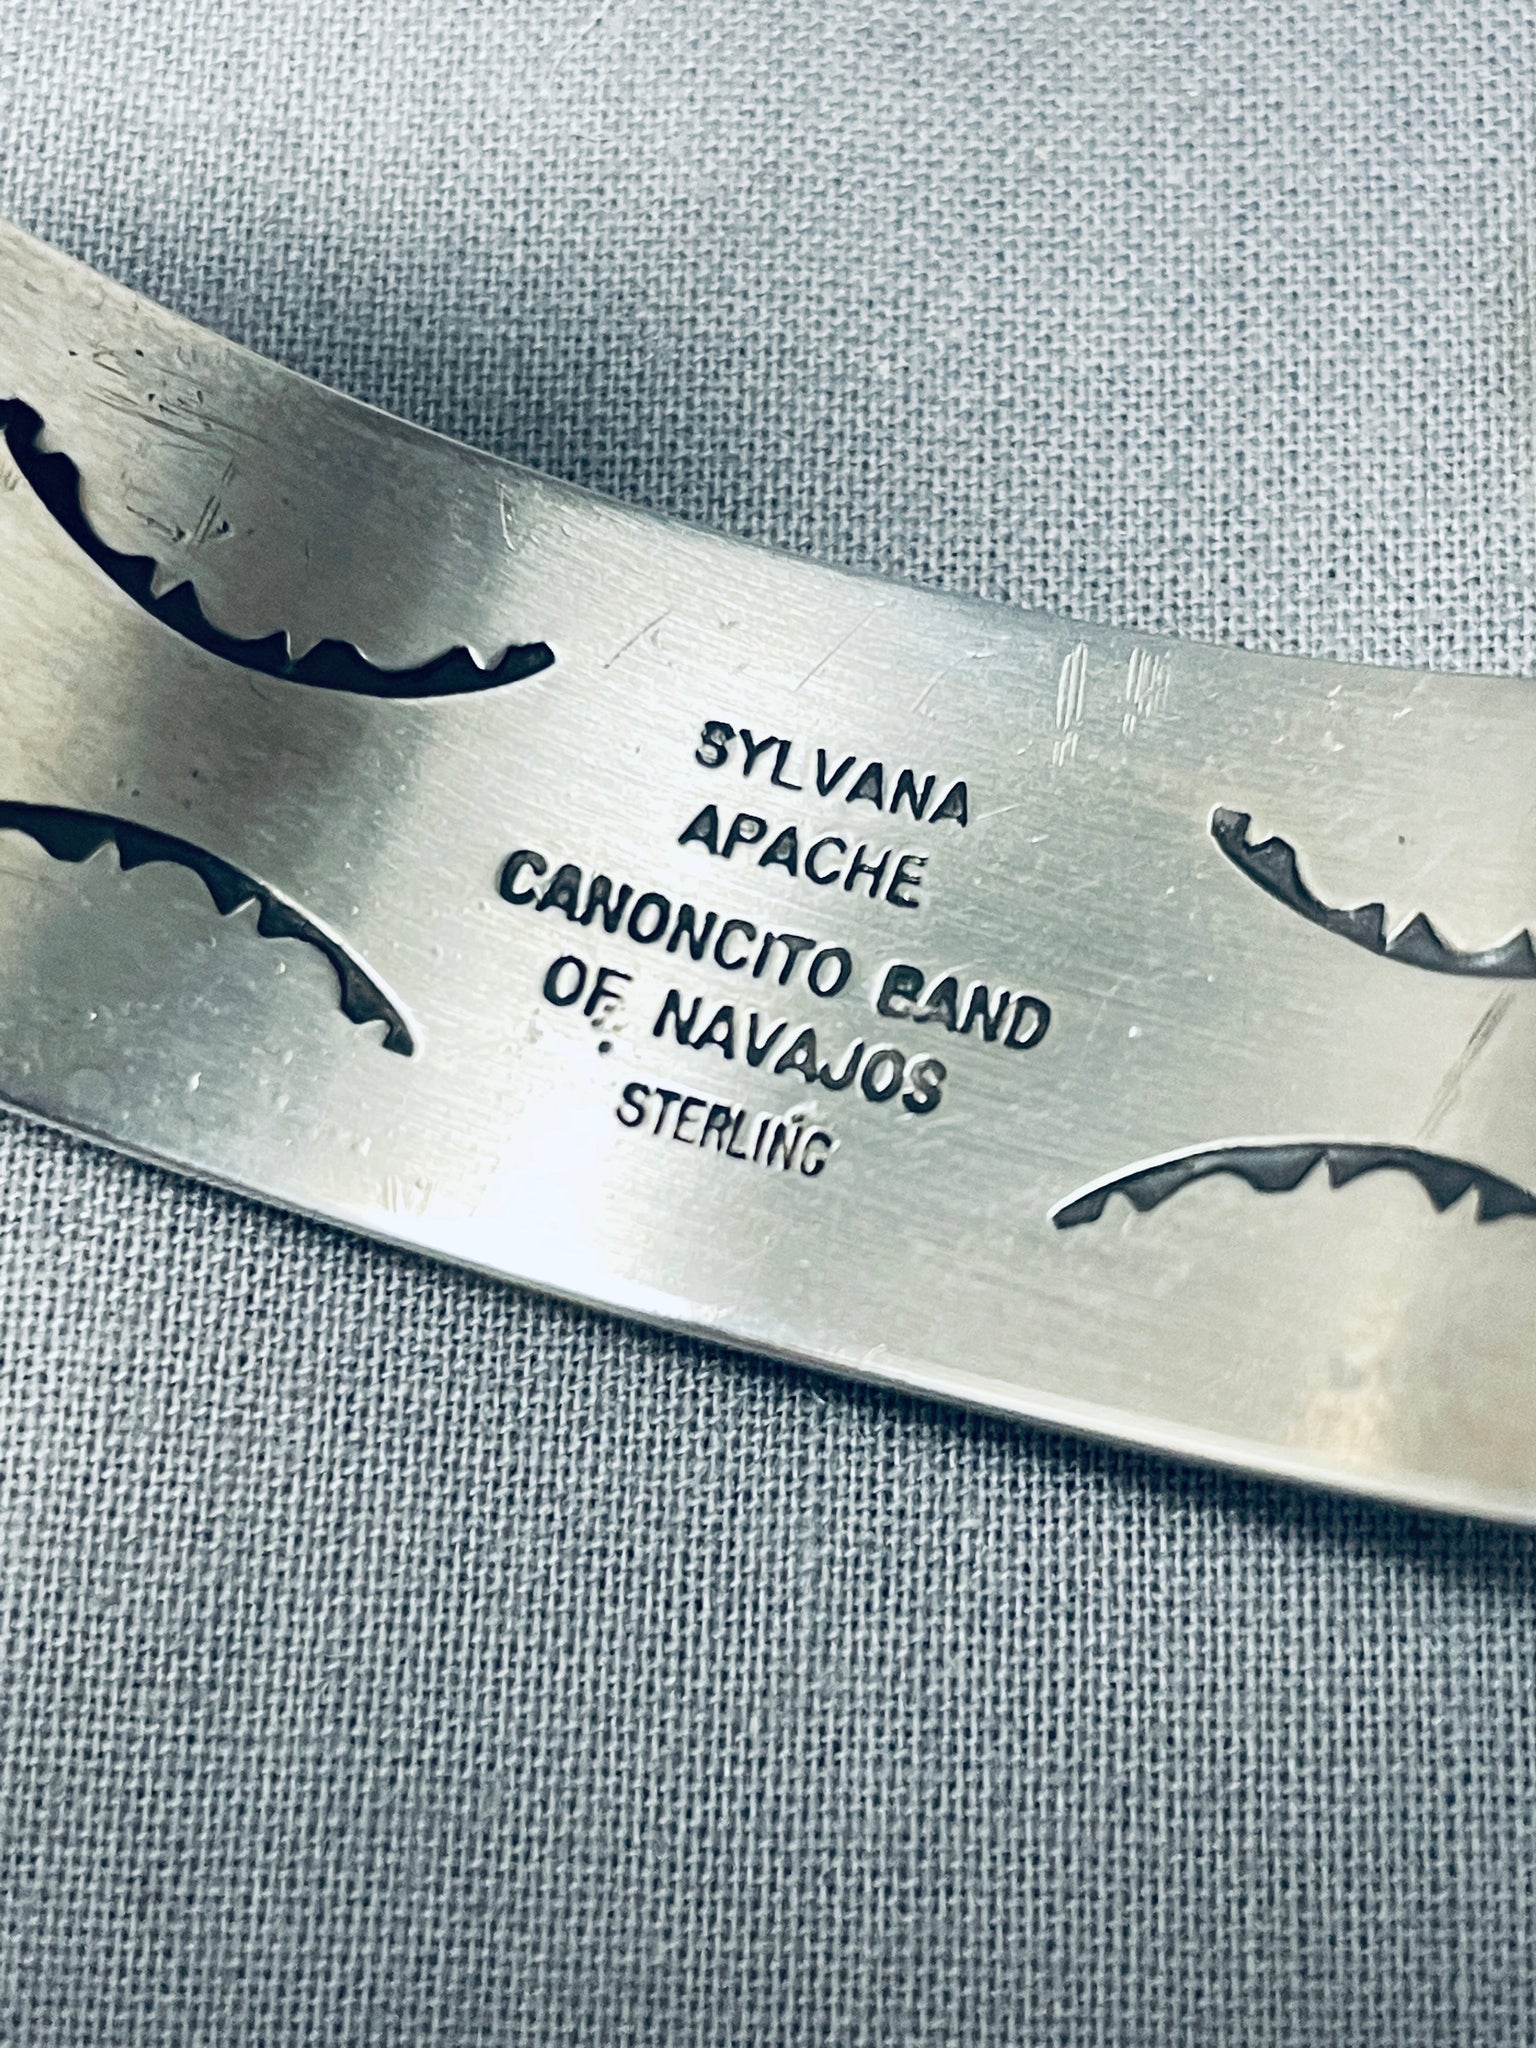 SYLVANA
APACHE
CANONCITO BAND
OF NAVAJOS
STERLING